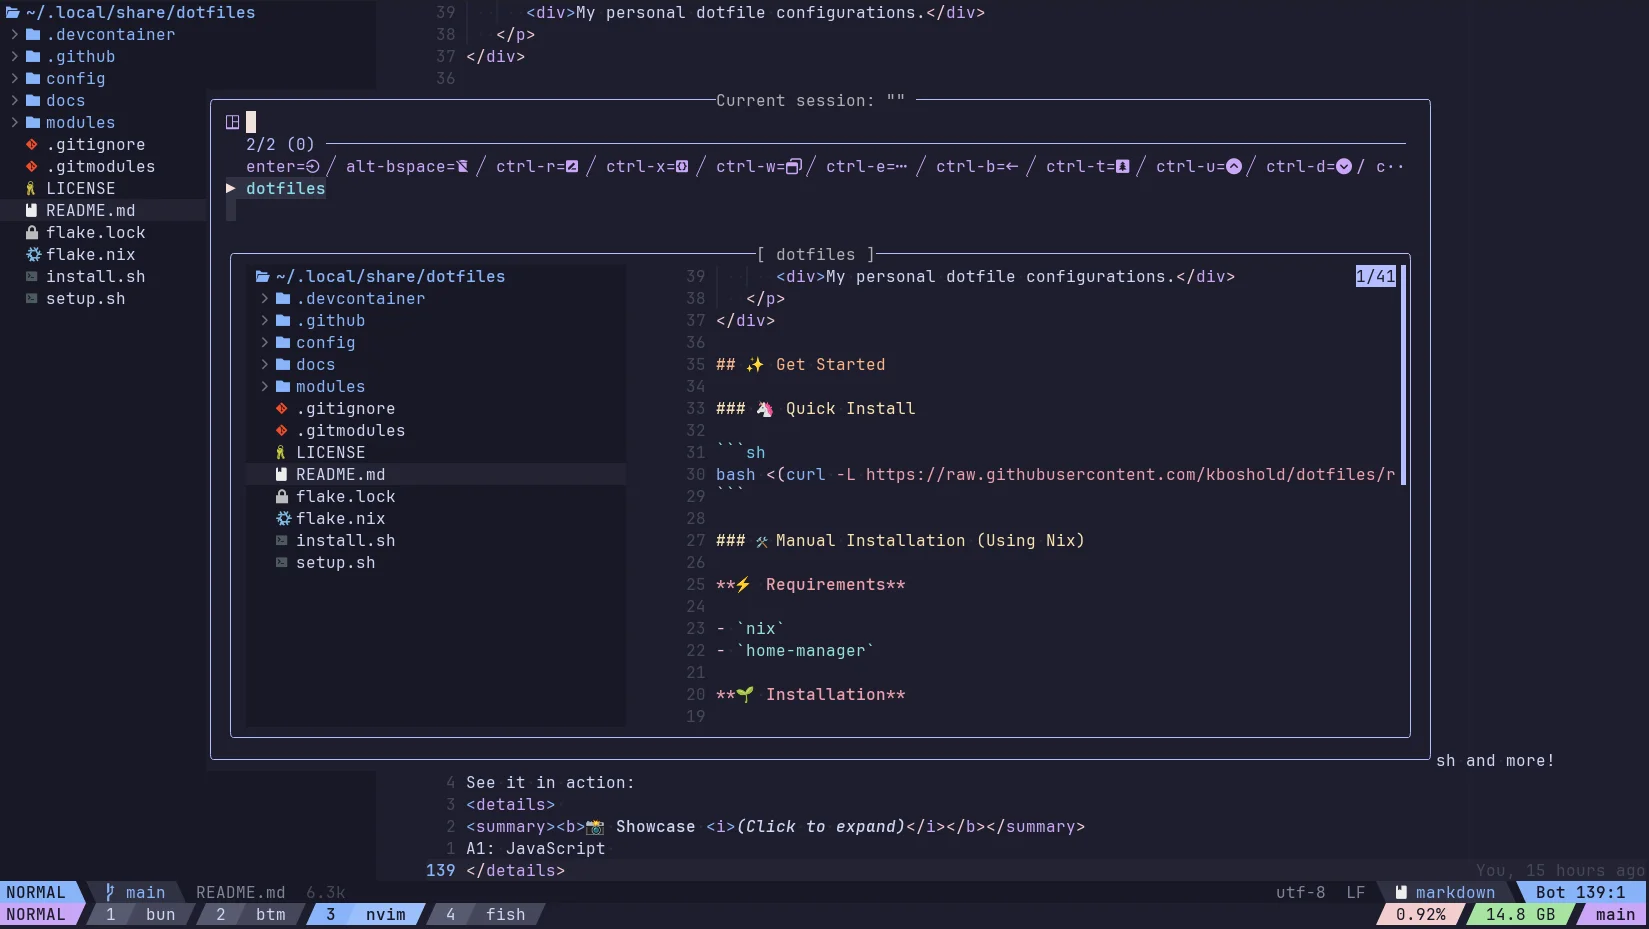 ~/.local/share/dotfiles
.devcontainer
.github
config
docs
modules
.gitignore
.gitmodules
LICENSE
README.md
flake.lock
flake.nix
install.sh
setup.sh
39 <div>My personal dotfile configurations.</div>
38 </p>
37 </div>
36
Current session: ""
2/2 (0)
enter= / alt-bspace= / ctrl-r= / ctrl-x= / ctrl-w= / ctrl-e=⋯ / ctrl-b=← / ctrl-t= / ctrl-u= / ctrl-d= / c··
▶ dotfiles
[ dotfiles ]
~/.local/share/dotfiles
.devcontainer
.github
config
docs
modules
.gitignore
.gitmodules
LICENSE
README.md
flake.lock
flake.nix
install.sh
setup.sh
39 <div>My personal dotfile configurations.</div> 1/41
38 </p>
37 </div>
36
35 ## ✨ Get Started
34
33 ### 🦄 Quick Install
32
31 ```sh
30 bash <(curl -L https://raw.githubusercontent.com/kboshold/dotfiles/r
29 ```
28
27 ### 🛠 Manual Installation (Using Nix)
26
25 **⚡ Requirements**
24
23 - `nix`
22 - `home-manager`
21
20 **🌱 Installation**
19
sh and more!
4 See it in action:
3 <details>
2 <summary><b>📸 Showcase <i>(Click to expand)</i></b></summary>
1 A1: JavaScript
139 </details>
You, 15 hours ago
NORMAL main README.md 6.3k utf-8 LF markdown Bot 139:1
NORMAL 1 bun 2 btm 3 nvim 4 fish 0.92% 14.8 GB main